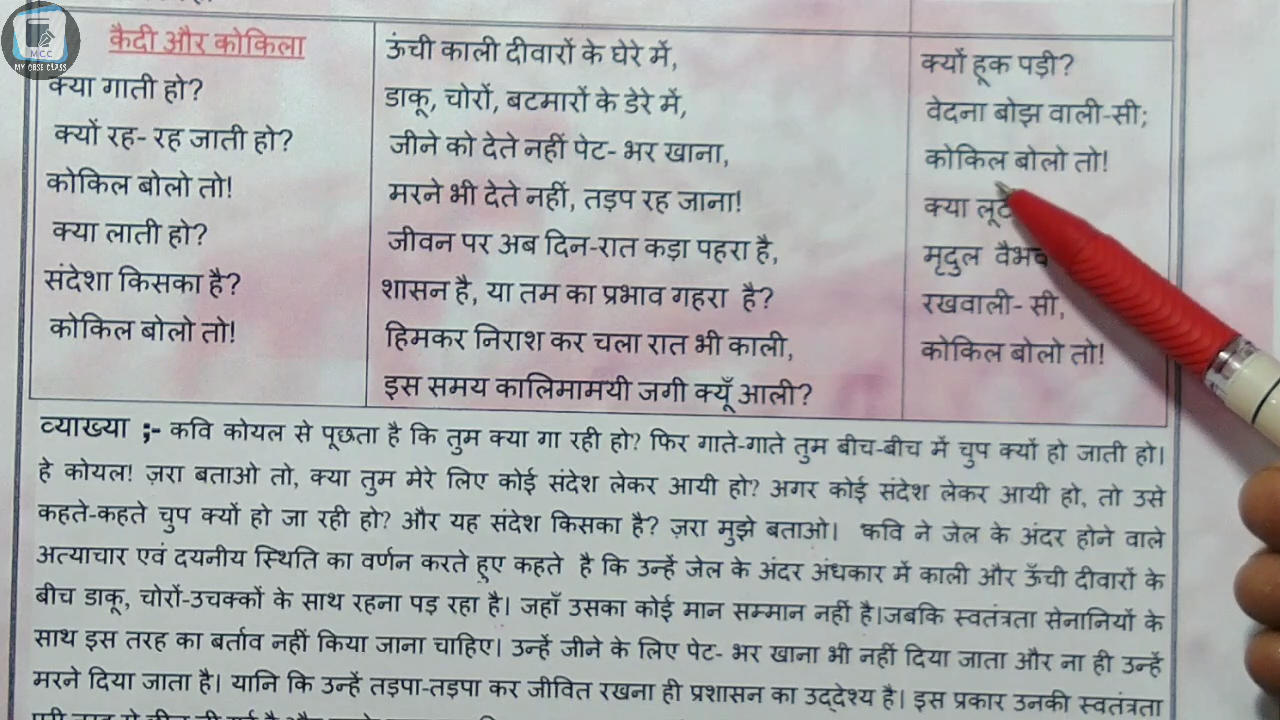 MCC
MY CBSE CLASS
कैदी और कोकिला
क्या गाती हो?
क्यों रह- रह जाती हो?
कोकिल बोलो तो!
क्या लाती हो?
संदेशा किसका है?
कोकिल बोलो तो!
ऊंची काली दीवारों के घेरे में,
डाकू, चोरों, बटमारों के डेरे में,
जीने को देते नहीं पेट- भर खाना,
मरने भी देते नहीं, तड़प रह जाना!
जीवन पर अब दिन-रात कड़ा पहरा है,
शासन है, या तम का प्रभाव गहरा है?
हिमकर निराश कर चला रात भी काली,
इस समय कालिमामयी जगी क्यूँ आली?
क्यों हूक पड़ी?
वेदना बोझ वाली-सी;
कोकिल बोलो तो!
क्या
मृदुल वैभव
रखवाली- सी,
कोकिल बोलो तो!
व्याख्या ;- कवि कोयल से पूछता है कि तुम क्या गा रही हो? फिर गाते-गाते तुम बीच-बीच में चुप क्यों हो जाती हो।
हे कोयल! ज़रा बताओ तो, क्या तुम मेरे लिए कोई संदेश लेकर आयी हो? अगर कोई संदेश लेकर आयी हो, तो उसे
कहते-कहते चुप क्यों हो जा रही हो? और यह संदेश किसका है? ज़रा मुझे बताओ। कवि ने जेल के अंदर होने वाले
अत्याचार एवं दयनीय स्थिति का वर्णन करते हुए कहते है कि उन्हें जेल के अंदर अंधकार में काली और ऊँची दीवारों के
बीच डाकू, चोरों-उचक्कों के साथ रहना पड़ रहा है। जहाँ उसका कोई मान सम्मान नहीं है।जबकि स्वतंत्रता सेनानियों के
साथ इस तरह का बर्ताव नहीं किया जाना चाहिए। उन्हें जीने के लिए पेट- भर खाना भी नहीं दिया जाता और ना ही उन्हें
मरने दिया जाता है। यानि कि उन्हें तड़पा-तड़पा कर जीवित रखना ही प्रशासन का उद्देश्य है। इस प्रकार उनकी स्वतंत्रता